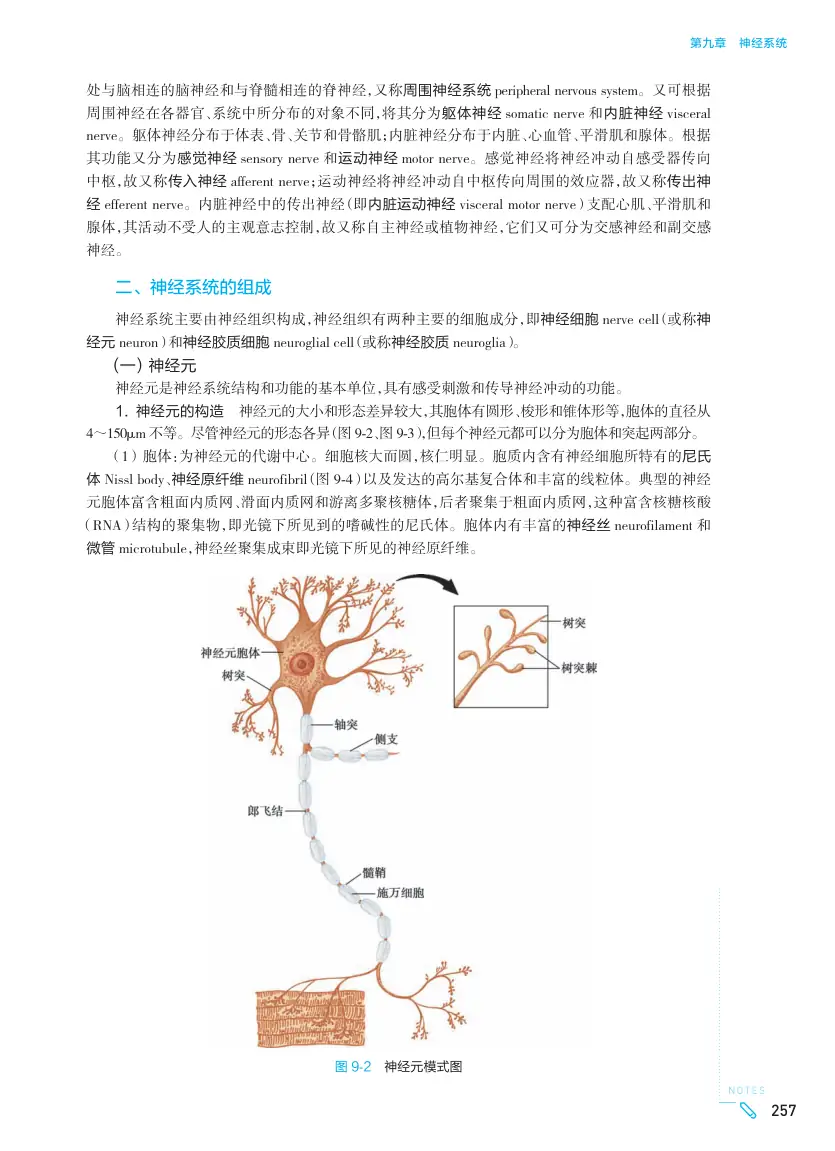 第九章 神经系统
处与脑相连的脑神经和与脊髓相连的脊神经，又称周围神经系统 peripheral nervous system。又可根据
周围神经在各器官、系统中所分布的对象不同，将其分为躯体神经 somatic nerve 和内脏神经 visceral
nerve。躯体神经分布于体表、骨、关节和骨骼肌；内脏神经分布于内脏、心血管、平滑肌和腺体。根据
其功能又分为感觉神经 sensory nerve 和运动神经 motor nerve。感觉神经将神经冲动自感受器传向
中枢，故又称传入神经 afferent nerve；运动神经将神经冲动自中枢传向周围的效应器，故又称传出神
经 efferent nerve。内脏神经中的传出神经（即内脏运动神经 visceral motor nerve）支配心肌、平滑肌和
腺体，其活动不受人的主观意志控制，故又称自主神经或植物神经，它们又可分为交感神经和副交感
神经。
二、神经系统的组成
神经系统主要由神经组织构成，神经组织有两种主要的细胞成分，即神经细胞 nerve cell（或称神
经元 neuron）和神经胶质细胞 neuroglial cell（或称神经胶质 neuroglia）。
（一）神经元
神经元是神经系统结构和功能的基本单位，具有感受刺激和传导神经冲动的功能。
1. 神经元的构造 神经元的大小和形态差异较大，其胞体有圆形、梭形和锥体形等，胞体的直径从
4～150μm 不等。尽管神经元的形态各异（图 9-2、图 9-3），但每个神经元都可以分为胞体和突起两部分。
（1）胞体：为神经元的代谢中心。细胞核大而圆，核仁明显。胞质内含有神经细胞所特有的尼氏
体 Nissl body、神经原纤维 neurofibril（图 9-4）以及发达的高尔基复合体和丰富的线粒体。典型的神经
元胞体富含粗面内质网、滑面内质网和游离多聚核糖体，后者聚集于粗面内质网，这种富含核糖核酸
（RNA）结构的聚集物，即光镜下所见到的嗜碱性的尼氏体。胞体内有丰富的神经丝 neurofilament 和
微管 microtubule，神经丝聚集成束即光镜下所见的神经原纤维。
树突
神经元胞体
树突棘
树突
轴突
侧支
郎飞结
髓鞘
施万细胞
图 9-2 神经元模式图
NOTES
257